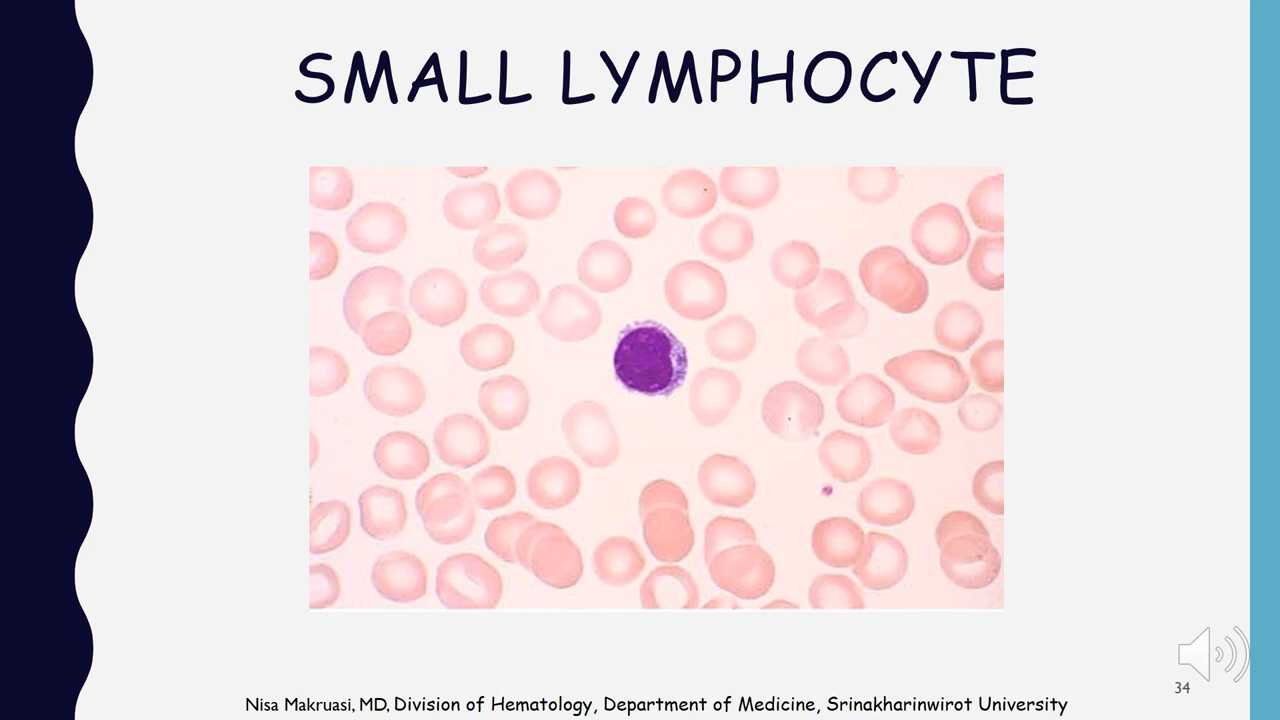 SMALL LYMPHOCYTE
34
Nisa Makruasi, MD, Division of Hematology, Department of Medicine, Srinakharinwirot University